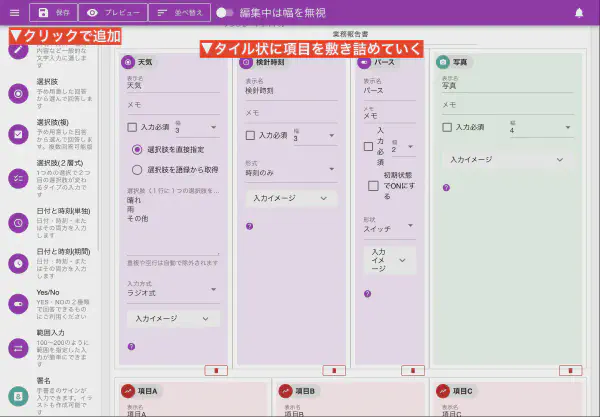 保存
プレビュー
並べ替え
編集中は幅を無視
▼クリックで追加
▼タイル状に項目を敷き詰めていく
業務報告書
内容など一般的な
文字入力に適しま
す
選択肢
予め用意した回答
から選んで回答しま
す
選択肢(複)
予め用意した回答
から選んで回答しま
す。複数回答可能版
選択肢(２層式)
1つめの選択で２つ
目の選択肢が変わ
るタイプの入力です
日付と時刻(単独)
日付・時刻・また
はその両方を入力
します
日付と時刻(期間)
日付・時刻・また
はその両方を入力
します
Yes/No
YES・NOの２種類
で回答できるもの
にご利用ください
範囲入力
100〜200のように
範囲を指定した入
力が簡単にできま
す
署名
手書きのサインが
入力できます。イラ
ストも作成可能です
天気
表示名
天気
メモ
入力必須
幅
3
選択肢を直接指定
選択肢を語録から取得
選択肢（１行に１つの選択肢を...
晴れ
雨
その他
重複や空行は自動で除外されます
入力方式
ラジオ式
入力イメージ
検針時刻
表示名
検針時刻
メモ
入力必須
幅
3
形式
時刻のみ
入力イメージ
パース
表示名
パース
メモ
メモ
入
力
必
須
幅
2
初期状態
でONにす
る
形状
スイッチ
入力
イメ
ージ
写真
表示名
写真
メモ
入力必須
幅
4
入力イメージ
項目A
表示名
項目A
項目B
表示名
項目B
項目C
表示名
項目C